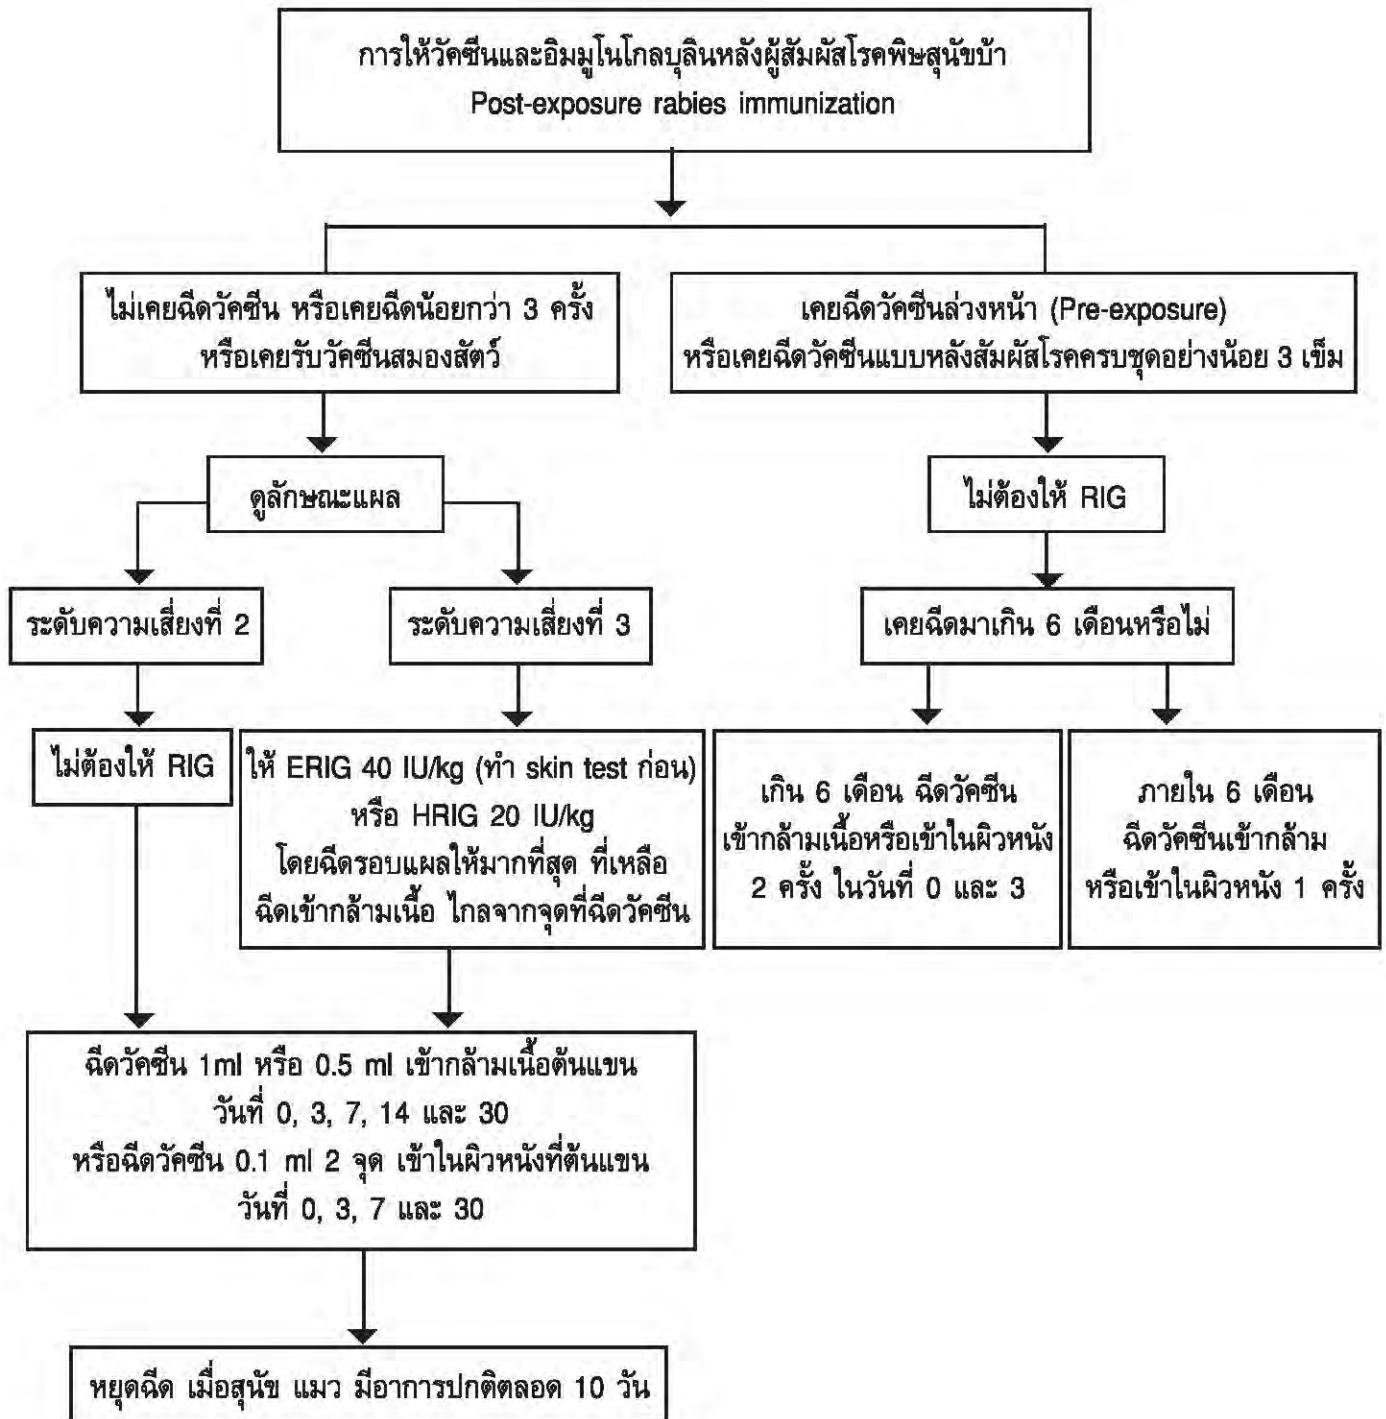 การให้วัคซีนและอิมมูโนโกลบุลินหลังผู้สัมผัสโรคพิษสุนัขบ้า
Post-exposure rabies immunization
ไม่เคยฉีดวัคซีน หรือเคยฉีดน้อยกว่า 3 ครั้ง
หรือเคยรับวัคซีนสมองสัตว์
เคยฉีดวัคซีนล่วงหน้า (Pre-exposure)
หรือเคยฉีดวัคซีนแบบหลังสัมผัสโรคครบชุดอย่างน้อย 3 เข็ม
ดูลักษณะแผล
ไม่ต้องให้ RIG
ระดับความเสี่ยงที่ 2
ระดับความเสี่ยงที่ 3
เคยฉีดมาเกิน 6 เดือนหรือไม่
ไม่ต้องให้ RIG
ให้ ERIG 40 IU/kg (ทำ skin test ก่อน)
หรือ HRIG 20 IU/kg
โดยฉีดรอบแผลให้มากที่สุด ที่เหลือ
ฉีดเข้ากล้ามเนื้อ ไกลจากจุดที่ฉีดวัคซีน
เกิน 6 เดือน ฉีดวัคซีน
เข้ากล้ามเนื้อหรือเข้าในผิวหนัง
2 ครั้ง ในวันที่ 0 และ 3
ภายใน 6 เดือน
ฉีดวัคซีนเข้ากล้าม
หรือเข้าในผิวหนัง 1 ครั้ง
ฉีดวัคซีน 1ml หรือ 0.5 ml เข้ากล้ามเนื้อต้นแขน
วันที่ 0, 3, 7, 14 และ 30
หรือฉีดวัคซีน 0.1 ml 2 จุด เข้าในผิวหนังที่ต้นแขน
วันที่ 0, 3, 7 และ 30
หยุดฉีด เมื่อสุนัข แมว มีอาการปกติตลอด 10 วัน